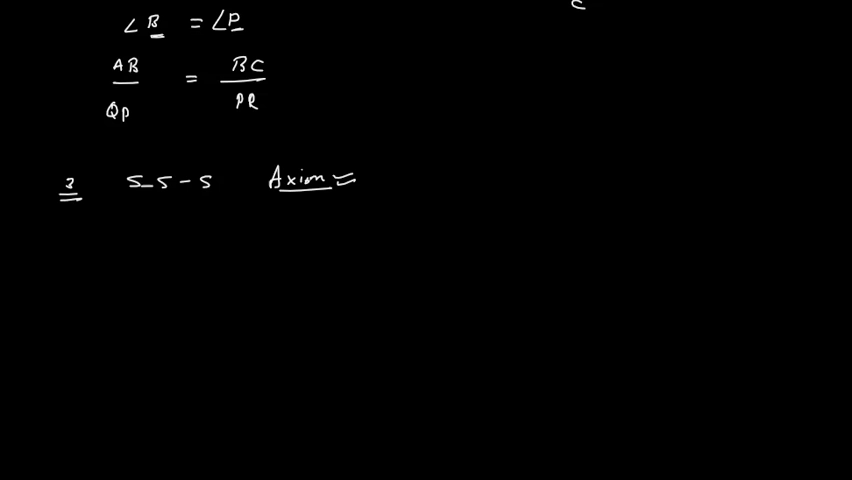 C
∠B = ∠P
AB/QP = BC/PR
3 S-S-S Axiom